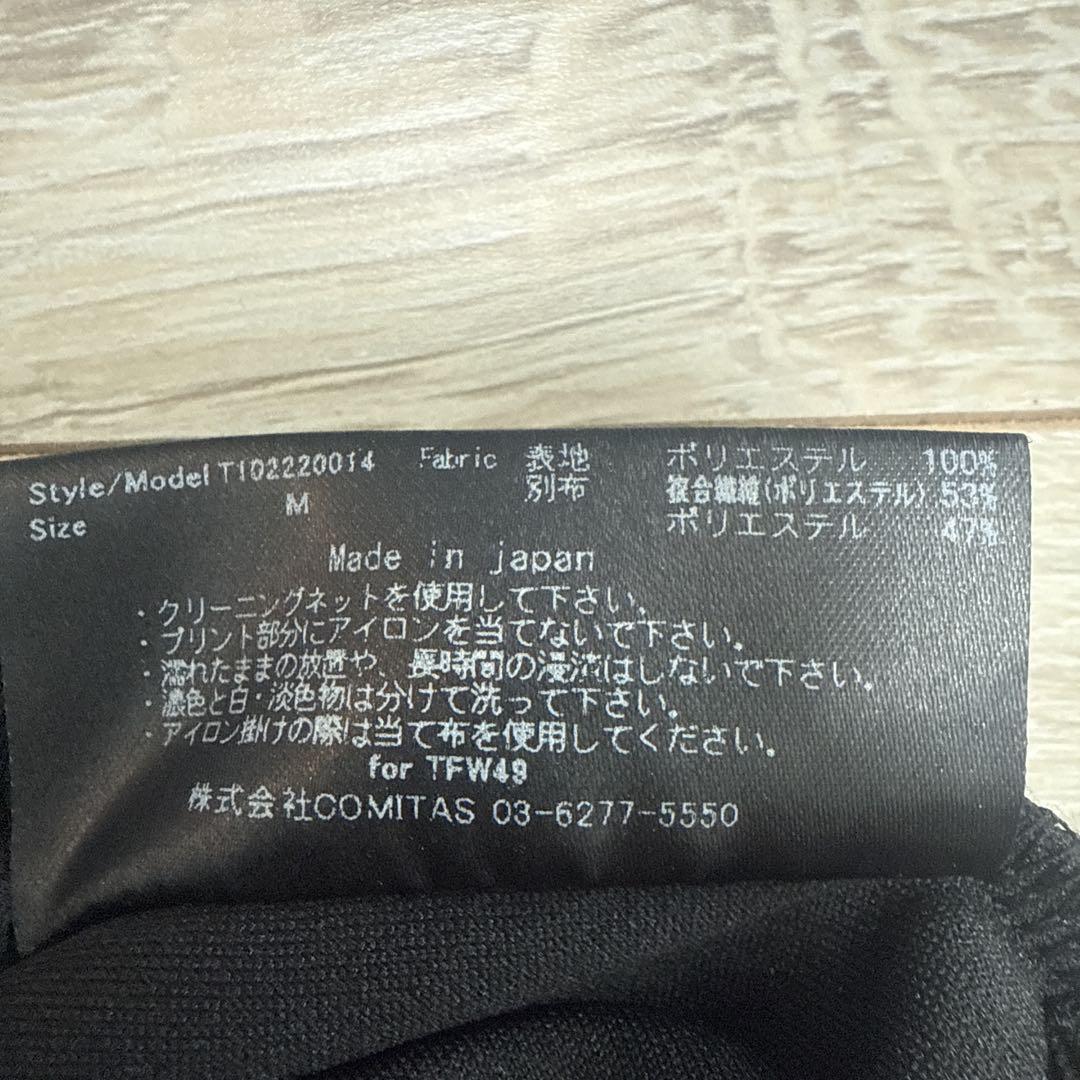 Style/Model T102220014 Fabric 表地 ポリエステル 100%
別布 複合繊維(ポリエステル) 53%
Size M ポリエステル 47%
Made in japan
・クリーニングネットを使用して下さい。
・プリント部分にアイロンを当てないで下さい。
・濡れたままの放置や、長時間の浸漬はしないで下さい。
・濃色と白・淡色物は分けて洗って下さい。
・アイロン掛けの際は当て布を使用してください。
for TFW49
株式会社COMITAS 03-6277-5550